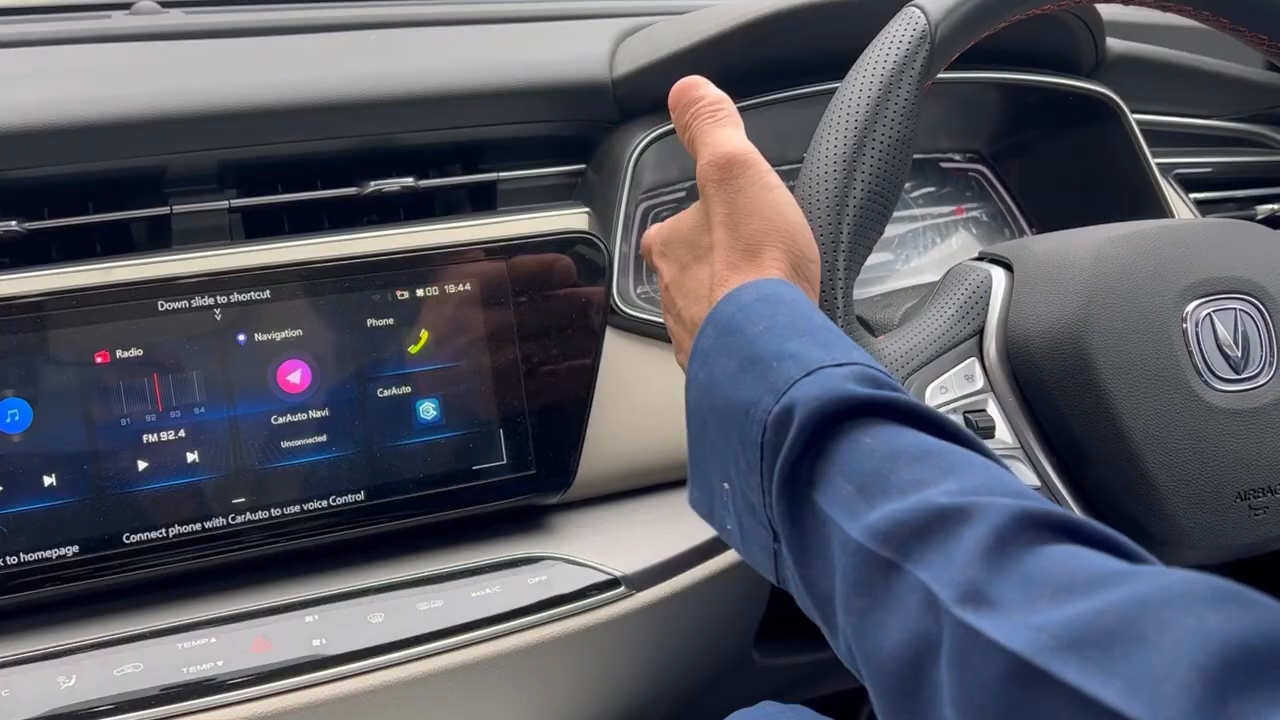 Down slide to shortcut
00 19:44
Radio
Navigation
Phone
91 92 93 94
FM 92.4
CarAuto Navi
Unconnected
CarAuto
Connect phone with CarAuto to use voice Control
to homepage
TEMP▲
TEMP▼
A/C
OFF